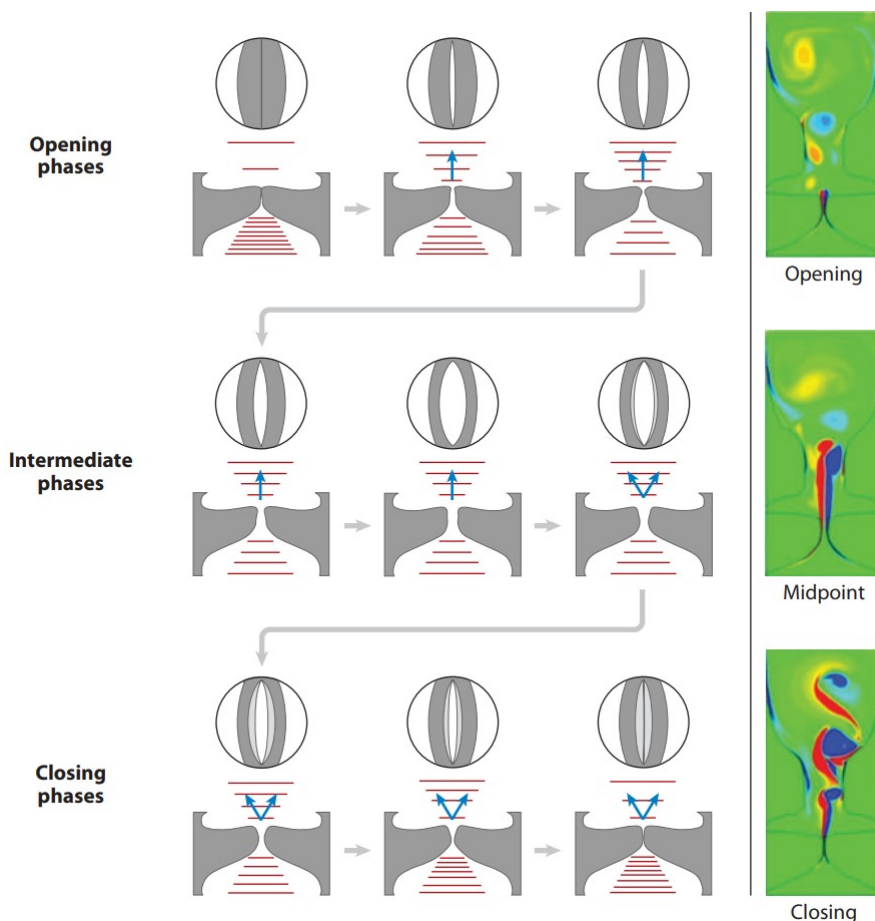 Opening
phases
Opening
Intermediate
phases
Midpoint
Closing
phases
Closing